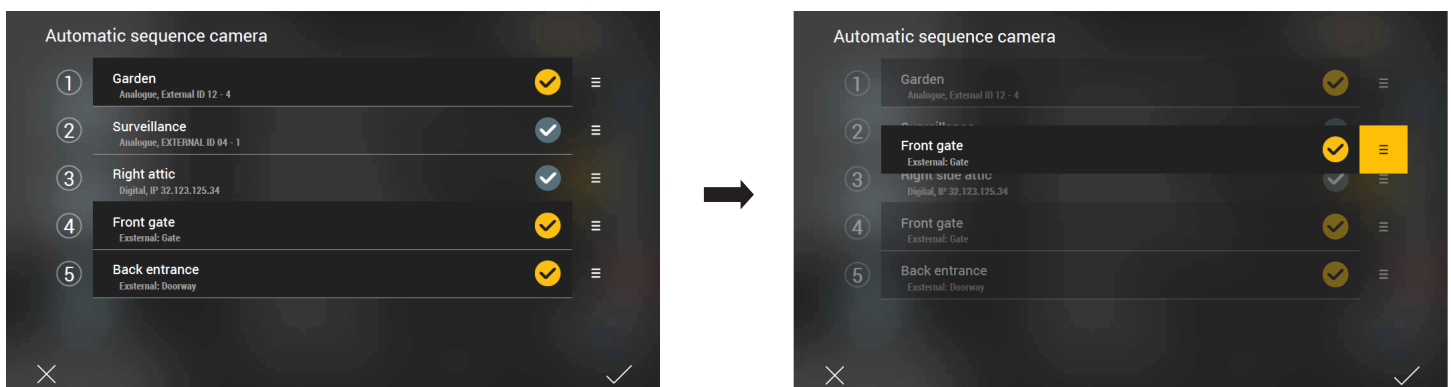 Automatic sequence camera
1 Garden
Analogue, External ID 12 - 4
2 Surveillance
Analogue, EXTERNAL ID 04 - 1
3 Right attic
Digital, IP 32.123.125.34
4 Front gate
Exsternal: Gate
5 Back entrance
Exsternal: Doorway
Automatic sequence camera
1 Garden
Analogue, External ID 12 - 4
2
Front gate
Exsternal: Gate
3 Right side attic
Digital, IP 32.123.125.34
4 Front gate
Exsternal: Gate
5 Back entrance
Exsternal: Doorway